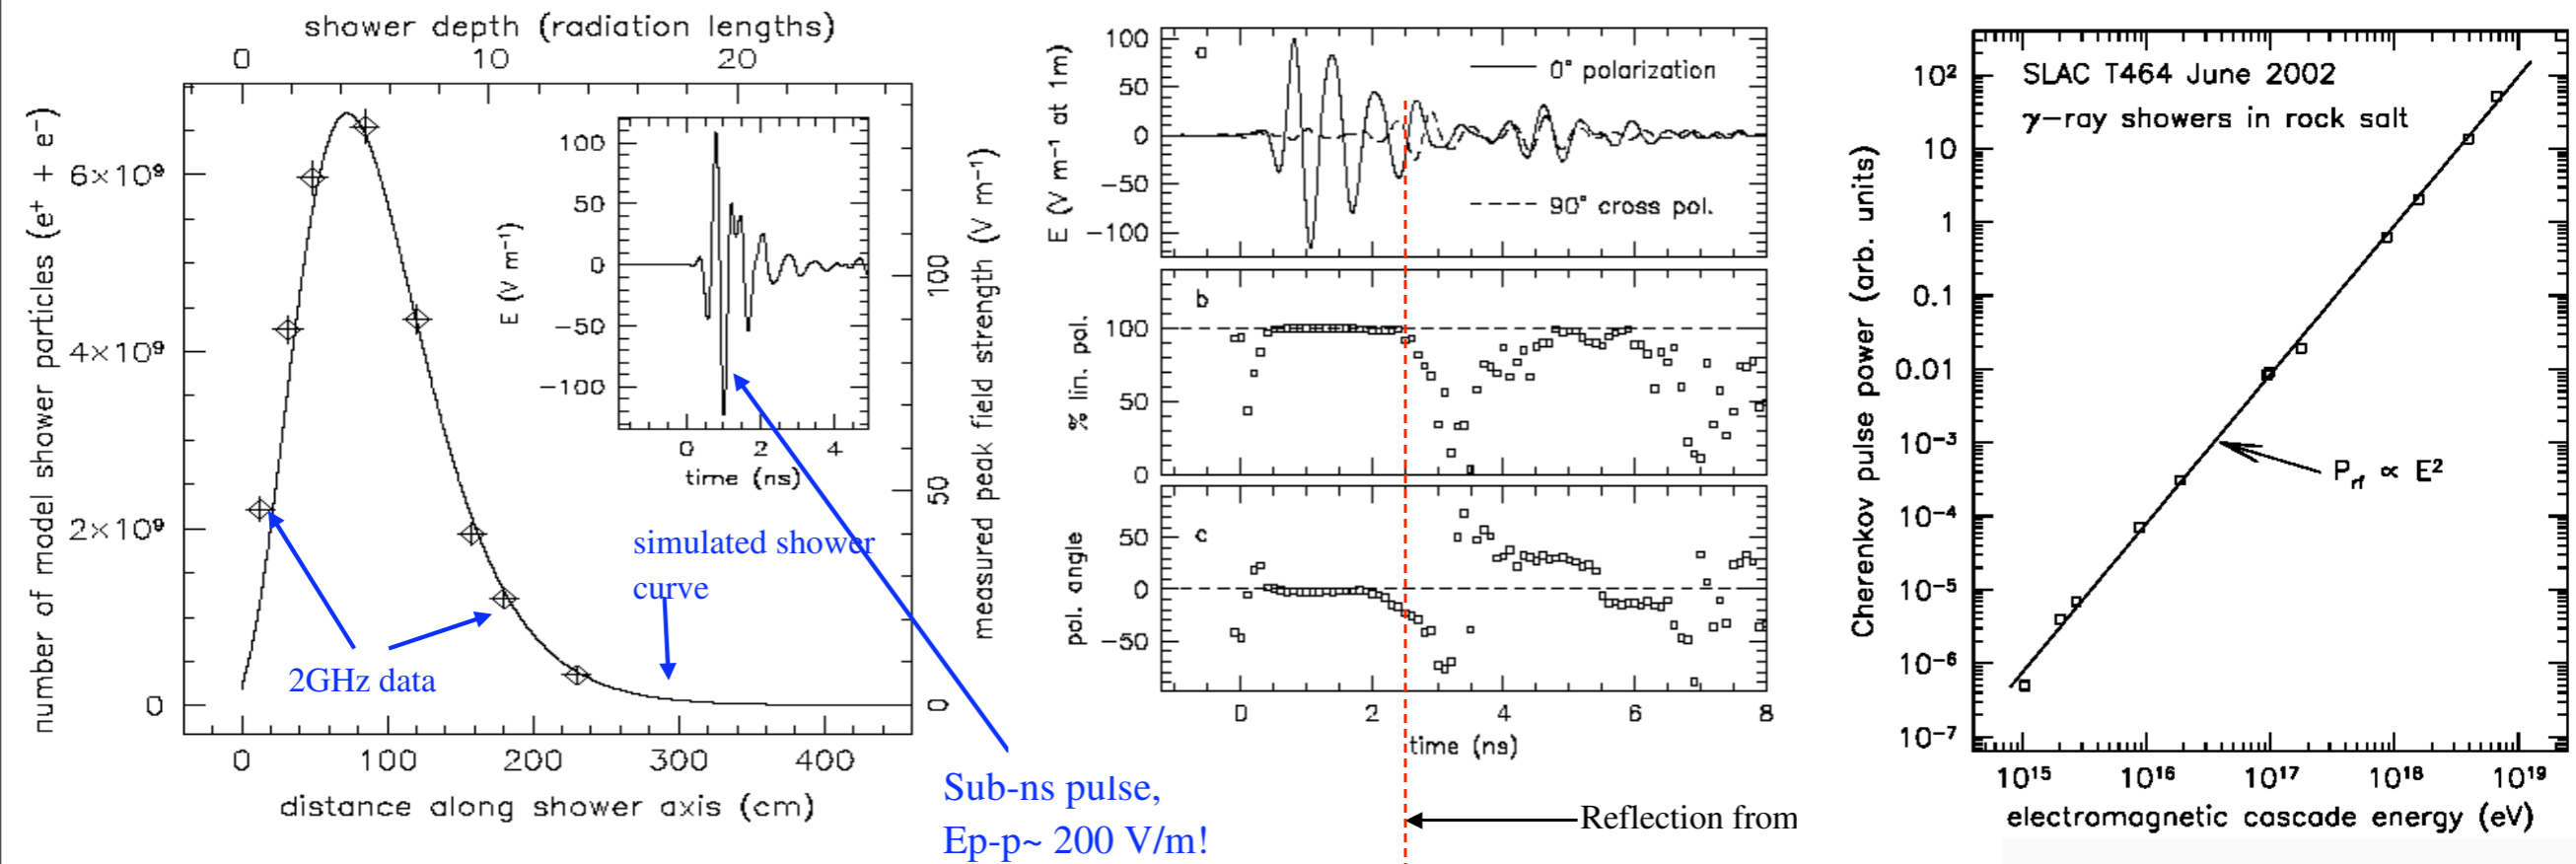 shower depth (radiation lengths)
0 10 20
number of model shower particles (e⁺ + e⁻)
6×10⁹
4×10⁹
2×10⁹
0
0 100 200 300 400
distance along shower axis (cm)
measured peak field strength (V m⁻¹)
100
50
0
E (V m⁻¹)
100
50
0
−50
−100
0 2 4
time (ns)
simulated shower
curve
2GHz data
Sub-ns pulse,
Ep-p~ 200 V/m!
E (V m⁻¹ at 1m)
100
50
0
−50
−100
a
0° polarization
90° cross pol.
% lin. pol.
100
50
0
b
pol. angle
50
0
−50
c
0 2 4 6 8
time (ns)
Reflection from
Cherenkov pulse power (arb. units)
10²
10
1
0.1
0.01
10⁻³
10⁻⁴
10⁻⁵
10⁻⁶
10⁻⁷
SLAC T464 June 2002
γ-ray showers in rock salt
P_rf ∝ E²
10¹⁵ 10¹⁶ 10¹⁷ 10¹⁸ 10¹⁹
electromagnetic cascade energy (eV)